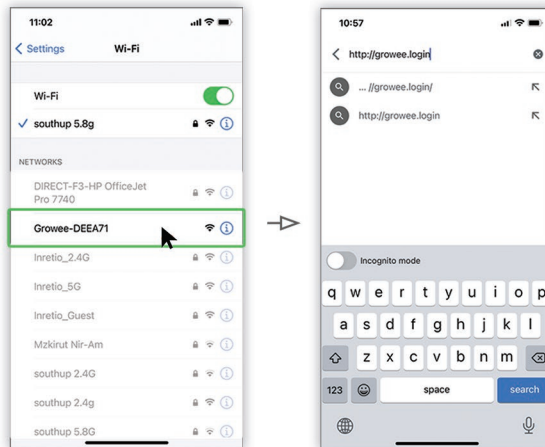 11:02
Settings
Wi-Fi
Wi-Fi
southup 5.8g
NETWORKS
DIRECT-F3-HP OfficeJet
Pro 7740
Growee-DEEA71
Inretio_2.4G
Inretio_5G
Inretio_Guest
Mzkirut Nir-Am
southup 2.4G
southup 2.4g
southup 5.8G
10:57
http://growee.login
... //growee.login/
http://growee.login
Incognito mode
q w e r t y u i o p
a s d f g h j k l
z x c v b n m
123 space search